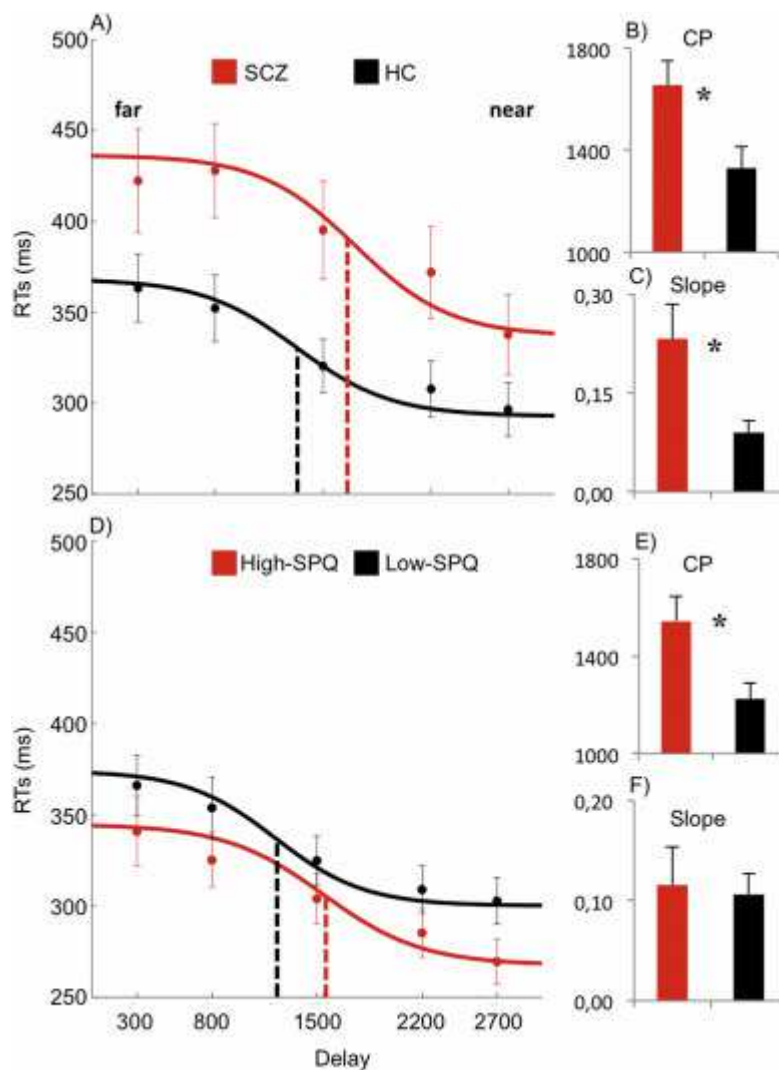 A)
500
SCZ HC
far near
450
400
RTs (ms)
350
300
250
B) CP
1800
*
1400
1000
C) Slope
0,30
*
0,15
0,00
D)
500
High-SPQ Low-SPQ
450
400
RTs (ms)
350
300
250
300 800 1500 2200 2700
Delay
E) CP
1800
*
1400
1000
F) Slope
0,20
0,10
0,00